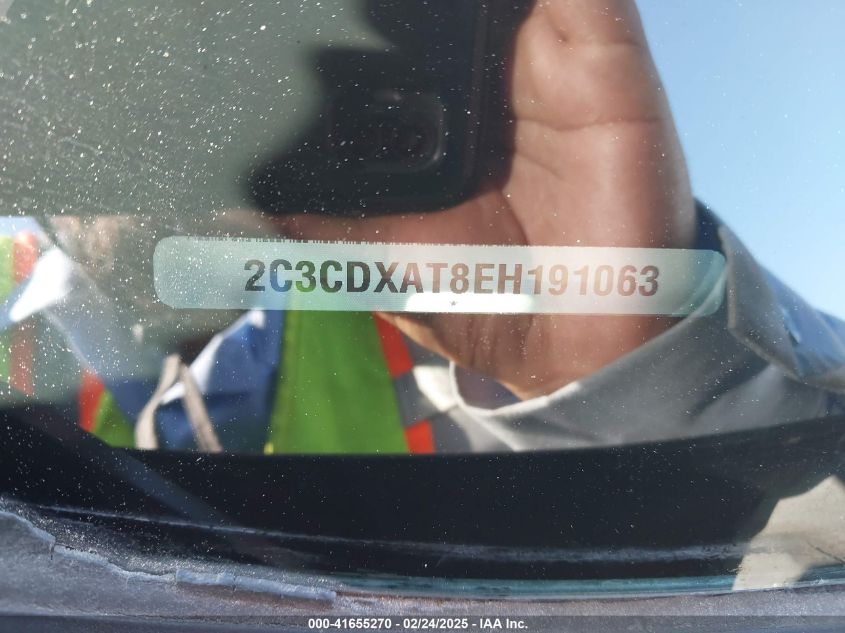 2C3CDXAT8EH191063
000-41655270 - 02/24/2025 - IAA Inc.